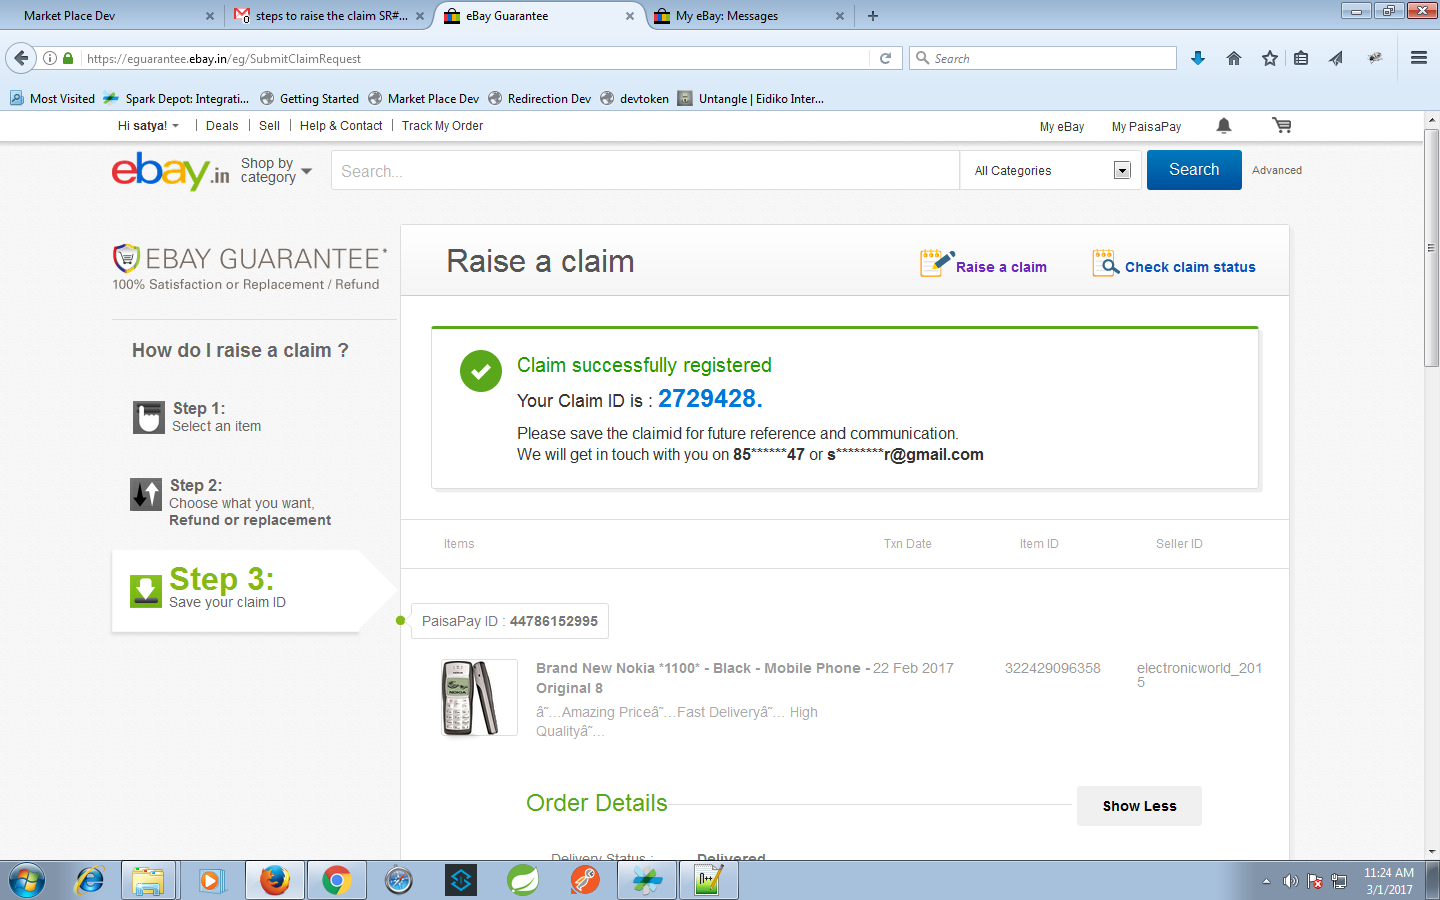 Market Place Dev
steps to raise the claim SR#...
eBay Guarantee
My eBay: Messages
https://eguarantee.ebay.in/eg/SubmitClaimRequest
Search
Most Visited
Spark Depot: Integrati...
Getting Started
Market Place Dev
Redirection Dev
devtoken
Untangle | Eidiko Inter...
Hi satya!
Deals
Sell
Help & Contact
Track My Order
My eBay
My PaisaPay
ebay.in
Shop by
category
Search...
All Categories
Search
Advanced
EBAY GUARANTEE*
100% Satisfaction or Replacement / Refund
Raise a claim
Raise a claim
Check claim status
How do I raise a claim ?
Step 1:
Select an item
Step 2:
Choose what you want,
Refund or replacement
Step 3:
Save your claim ID
Claim successfully registered
Your Claim ID is : 2729428.
Please save the claimid for future reference and communication.
We will get in touch with you on 85******47 or s********r@gmail.com
Items
Txn Date
Item ID
Seller ID
PaisaPay ID : 44786152995
Brand New Nokia *1100* - Black - Mobile Phone -
Original 8
22 Feb 2017
322429096358
electronicworld_201
5
â˜…Amazing Priceâ˜…Fast Deliveryâ˜… High
Qualityâ˜…
NOKIA
Order Details
Show Less
Delivery Status :
Delivered
11:24 AM
3/1/2017